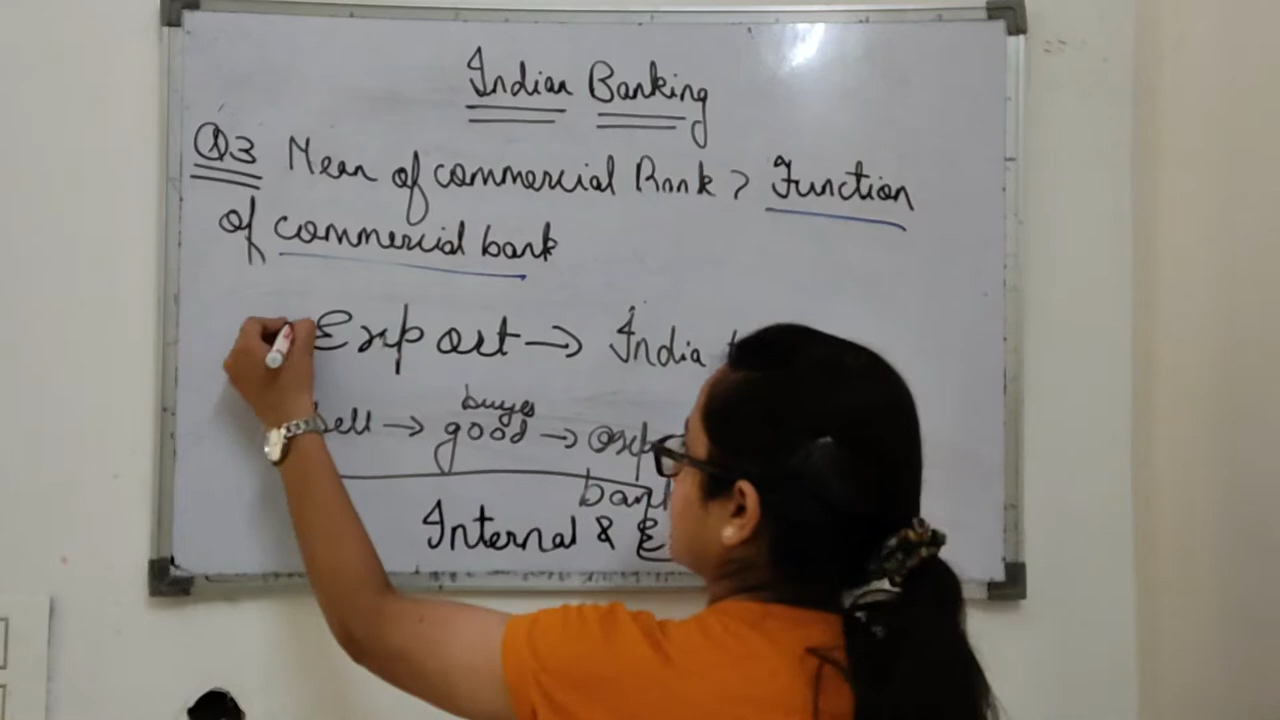 Indian Banking
Q3 Mean of commercial Bank > Function
of commercial bank
Export → India
Sell → good →
buyer
bank
Internal & E